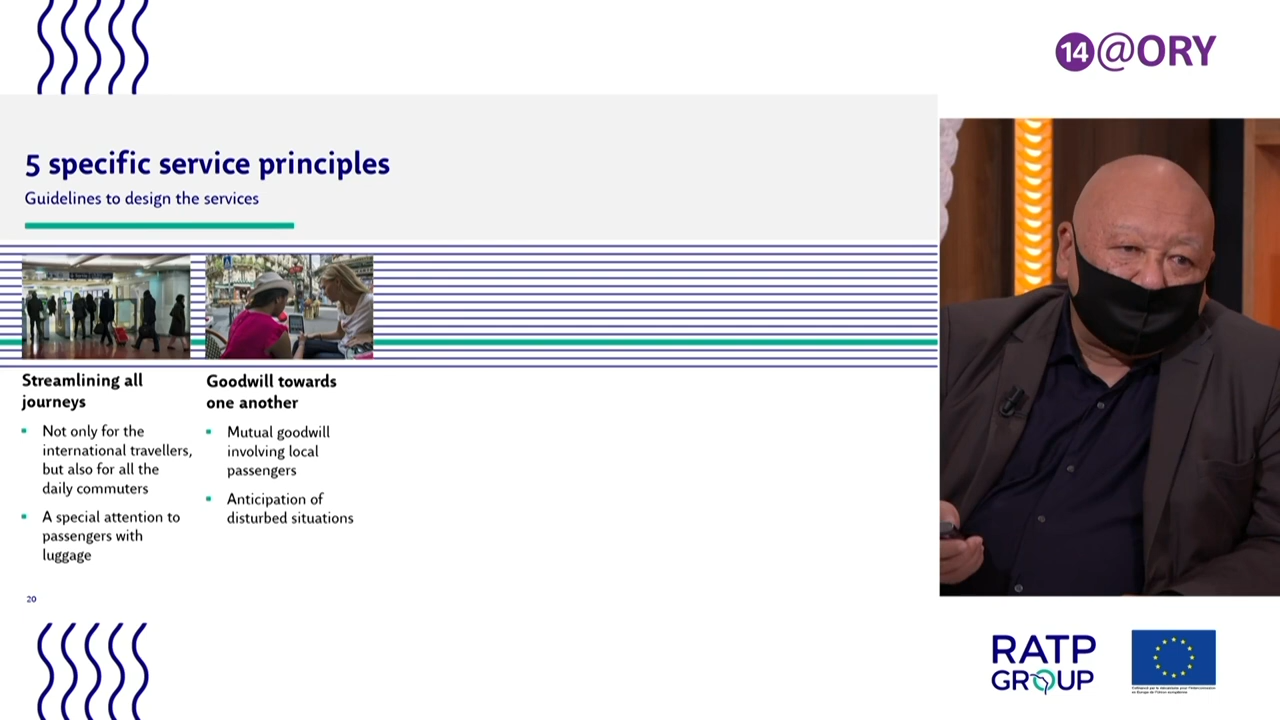 14@ORY
5 specific service principles
Guidelines to design the services
Streamlining all
journeys
Not only for the
international travellers,
but also for all the
daily commuters
A special attention to
passengers with
luggage
Goodwill towards
one another
Mutual goodwill
involving local
passengers
Anticipation of
disturbed situations
20
RATP
GROUP